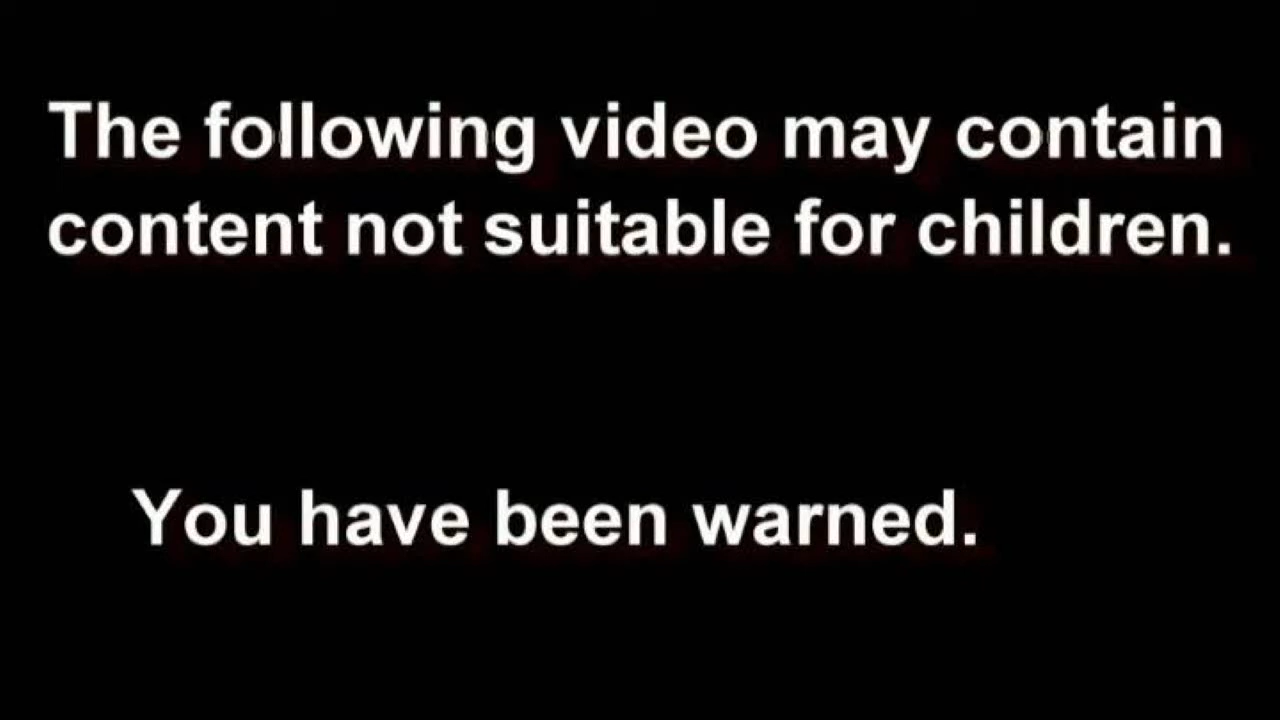 The following video may contain
content not suitable for children.
You have been warned.